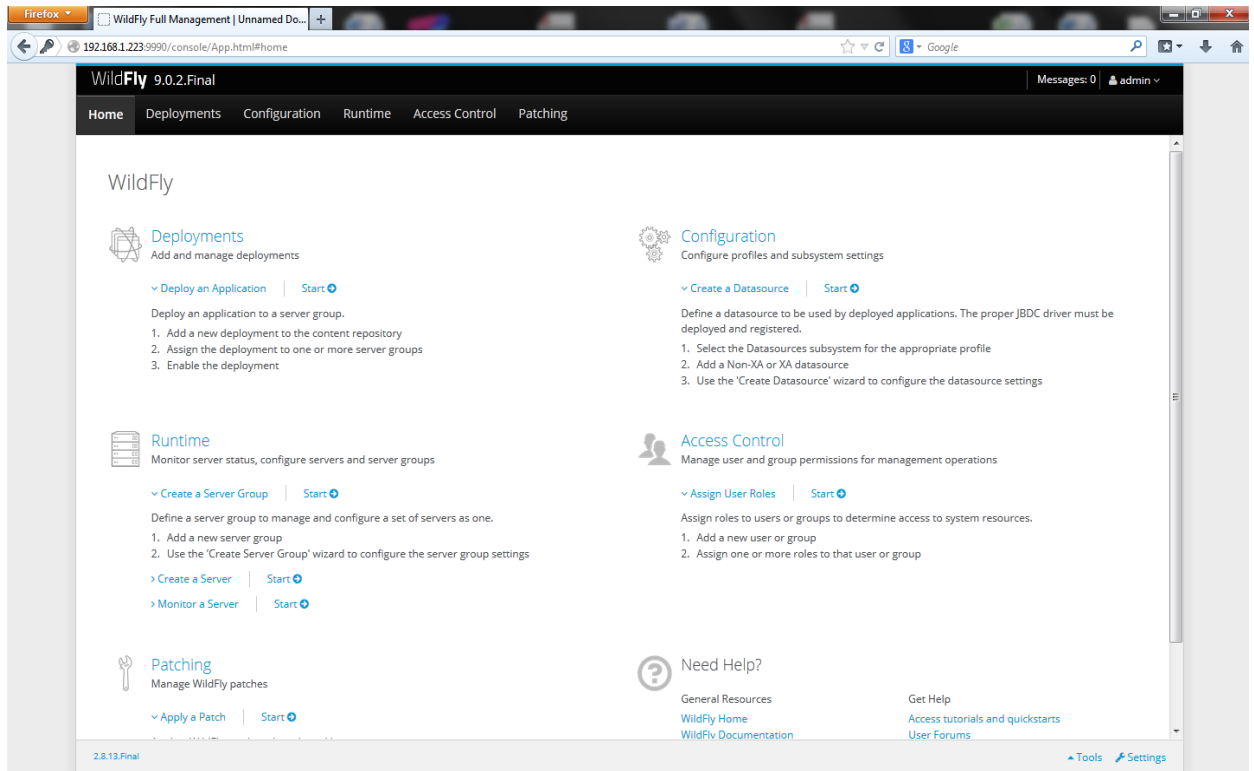 Firefox
WildFly Full Management | Unnamed Do...
192.168.1.223:9990/console/App.html#home
Google
WildFly 9.0.2.Final
Messages: 0
admin
Home Deployments Configuration Runtime Access Control Patching
WildFly
Deployments
Add and manage deployments
Deploy an Application
Start
Deploy an application to a server group.
1. Add a new deployment to the content repository
2. Assign the deployment to one or more server groups
3. Enable the deployment
Configuration
Configure profiles and subsystem settings
Create a Datasource
Start
Define a datasource to be used by deployed applications. The proper JBDC driver must be
deployed and registered.
1. Select the Datasources subsystem for the appropriate profile
2. Add a Non-XA or XA datasource
3. Use the 'Create Datasource' wizard to configure the datasource settings
Runtime
Monitor server status, configure servers and server groups
Create a Server Group
Start
Define a server group to manage and configure a set of servers as one.
1. Add a new server group
2. Use the 'Create Server Group' wizard to configure the server group settings
Create a Server
Start
Monitor a Server
Start
Access Control
Manage user and group permissions for management operations
Assign User Roles
Start
Assign roles to users or groups to determine access to system resources.
1. Add a new user or group
2. Assign one or more roles to that user or group
Patching
Manage WildFly patches
Apply a Patch
Start
Need Help?
General Resources
WildFly Home
WildFly Documentation
Get Help
Access tutorials and quickstarts
User Forums
2.8.13.Final
Tools
Settings